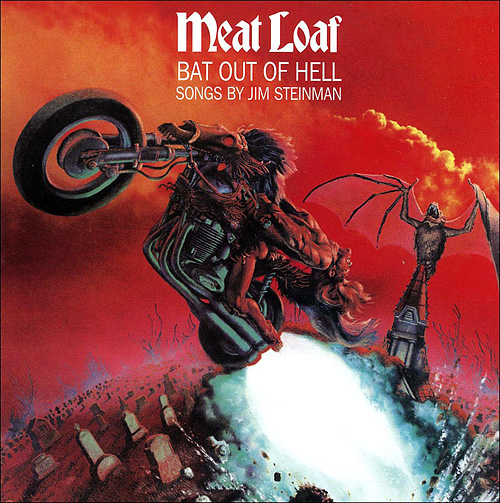 Meat Loaf
BAT OUT OF HELL
SONGS BY JIM STEINMAN